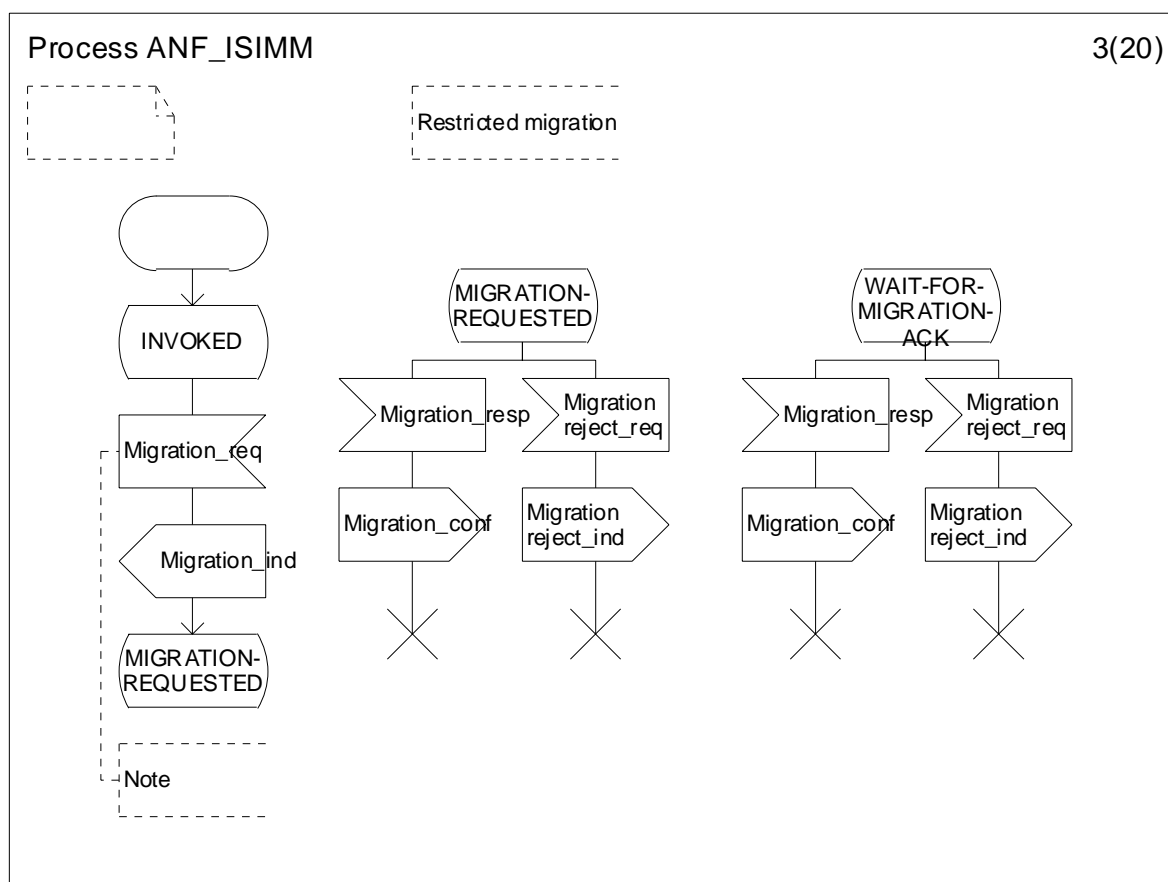 Process ANF_ISIMM
3(20)
Restricted migration
INVOKED
Migration_req
Migration_ind
MIGRATION-
REQUESTED
Note
MIGRATION-
REQUESTED
Migration_resp
Migration
reject_req
Migration_conf
Migration
reject_ind
WAIT-FOR-
MIGRATION-
ACK
Migration_resp
Migration
reject_req
Migration_conf
Migration
reject_ind